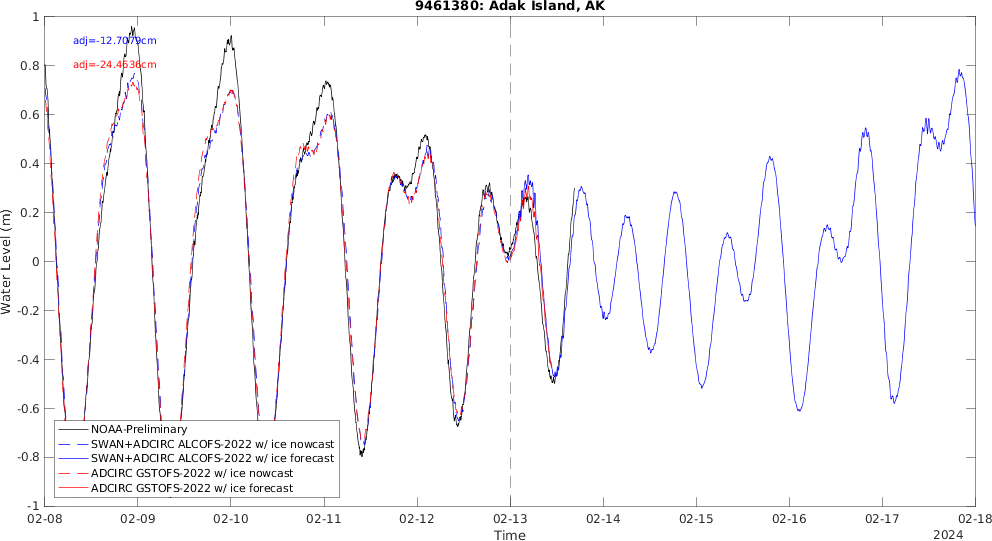 9461380: Adak Island, AK
1
adj=-12.7079cm
0.8
adj=-24.4636cm
0.6
0.4
0.2
0
-0.2
-0.4
-0.6
-0.8
-1
Water Level (m)
NOAA-Preliminary
SWAN+ADCIRC ALCOFS-2022 w/ ice nowcast
SWAN+ADCIRC ALCOFS-2022 w/ ice forecast
ADCIRC GSTOFS-2022 w/ ice nowcast
ADCIRC GSTOFS-2022 w/ ice forecast
02-08 02-09 02-10 02-11 02-12 02-13 02-14 02-15 02-16 02-17 02-18
Time
2024